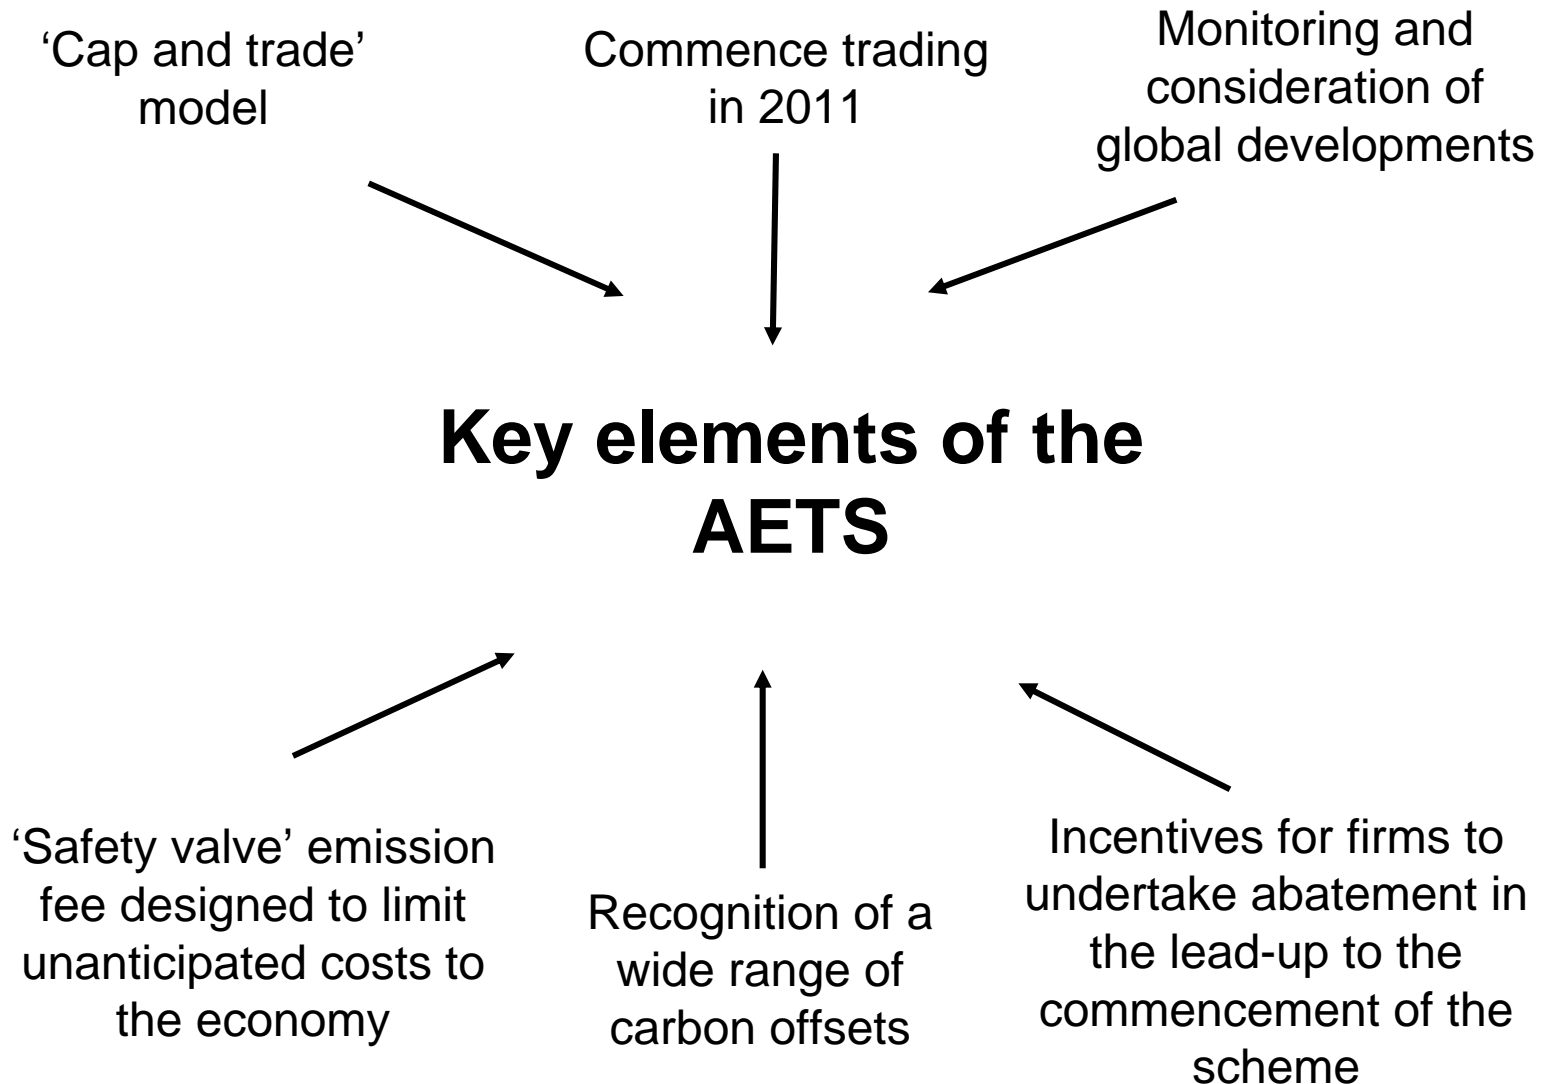 ‘Cap and trade’
model
Commence trading
in 2011
Monitoring and
consideration of
global developments
Key elements of the
AETS
‘Safety valve’ emission
fee designed to limit
unanticipated costs to
the economy
Recognition of a
wide range of
carbon offsets
Incentives for firms to
undertake abatement in
the lead-up to the
commencement of the
scheme